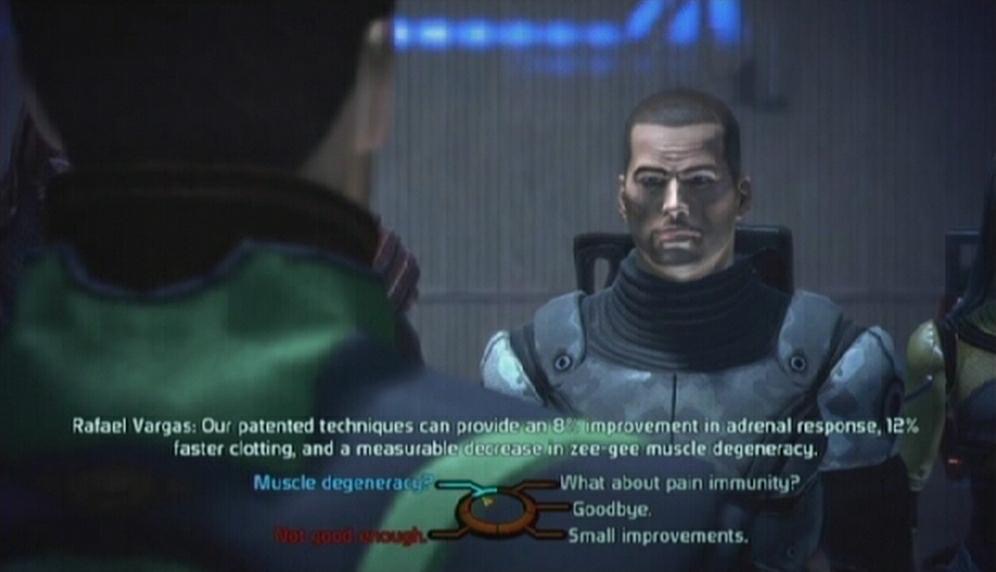 Rafael Vargas: Our patented techniques can provide an 8% improvement in adrenal response, 12%
faster clotting, and a measurable decrease in zee-gee muscle degeneracy.
Muscle degeneracy? What about pain immunity?
Goodbye.
Not good enough. Small improvements.